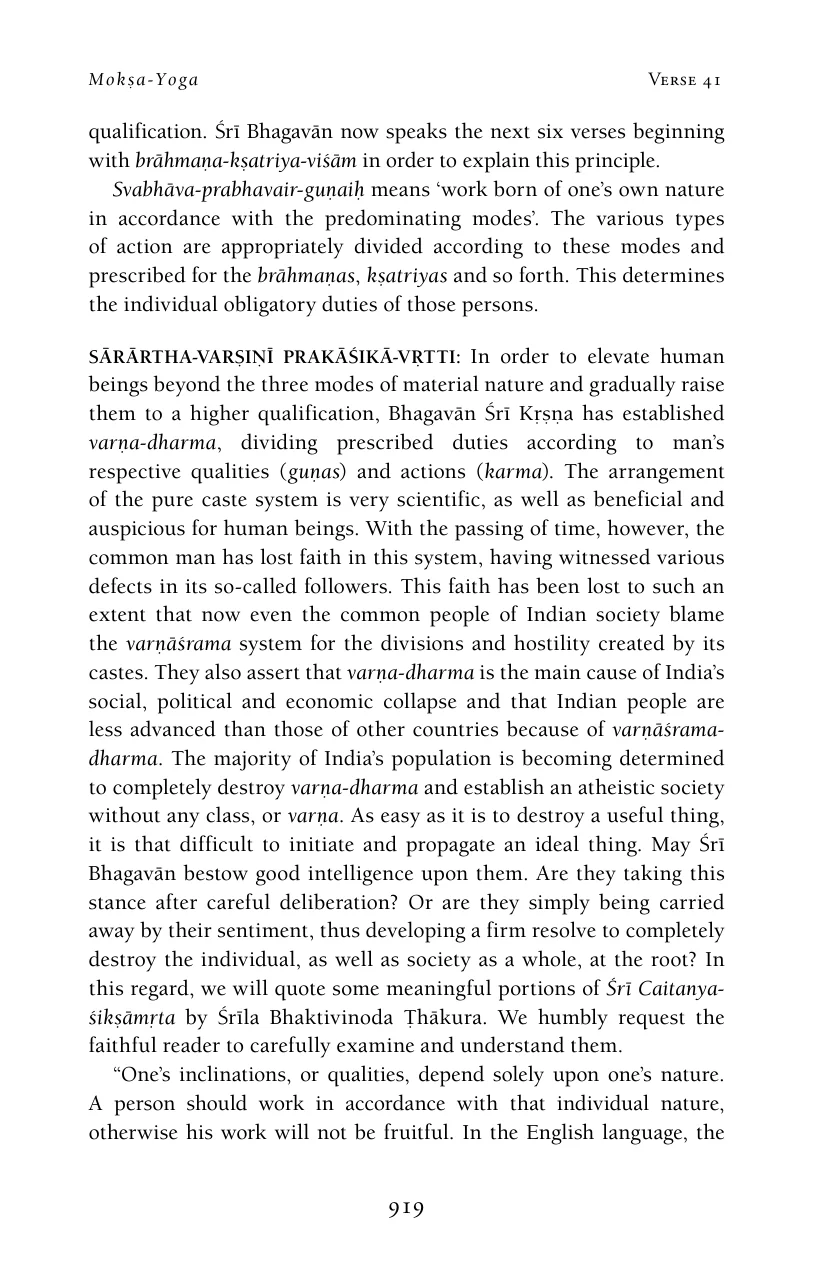 Mokṣa-Yoga Verse 41
qualification. Śrī Bhagavān now speaks the next six verses beginning
with brāhmaṇa-kṣatriya-viśām in order to explain this principle.
Svabhāva-prabhavair-guṇaiḥ means ‘work born of one’s own nature
in accordance with the predominating modes’. The various types
of action are appropriately divided according to these modes and
prescribed for the brāhmaṇas, kṣatriyas and so forth. This determines
the individual obligatory duties of those persons.
SĀRĀRTHA-VARṢIṆĪ PRAKĀŚIKĀ-VṚTTI: In order to elevate human
beings beyond the three modes of material nature and gradually raise
them to a higher qualification, Bhagavān Śrī Kṛṣṇa has established
varṇa-dharma, dividing prescribed duties according to man’s
respective qualities (guṇas) and actions (karma). The arrangement
of the pure caste system is very scientific, as well as beneficial and
auspicious for human beings. With the passing of time, however, the
common man has lost faith in this system, having witnessed various
defects in its so-called followers. This faith has been lost to such an
extent that now even the common people of Indian society blame
the varṇāśrama system for the divisions and hostility created by its
castes. They also assert that varṇa-dharma is the main cause of India’s
social, political and economic collapse and that Indian people are
less advanced than those of other countries because of varṇāśrama-
dharma. The majority of India’s population is becoming determined
to completely destroy varṇa-dharma and establish an atheistic society
without any class, or varṇa. As easy as it is to destroy a useful thing,
it is that difficult to initiate and propagate an ideal thing. May Śrī
Bhagavān bestow good intelligence upon them. Are they taking this
stance after careful deliberation? Or are they simply being carried
away by their sentiment, thus developing a firm resolve to completely
destroy the individual, as well as society as a whole, at the root? In
this regard, we will quote some meaningful portions of Śrī Caitanya-
śikṣāmṛta by Śrīla Bhaktivinoda Ṭhākura. We humbly request the
faithful reader to carefully examine and understand them.
“One’s inclinations, or qualities, depend solely upon one’s nature.
A person should work in accordance with that individual nature,
otherwise his work will not be fruitful. In the English language, the
919